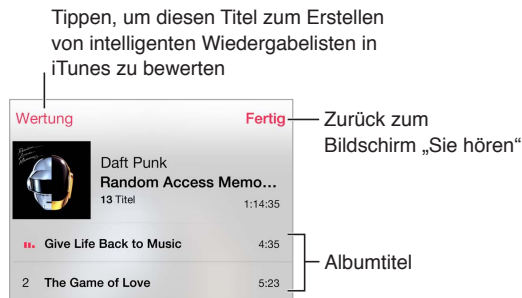 Tippen, um diesen Titel zum Erstellen
von intelligenten Wiedergabelisten in
iTunes zu bewerten
Wertung
Fertig
Zurück zum
Bildschirm „Sie hören“
Daft Punk
Random Access Memo...
13 Titel
1:14:35
Give Life Back to Music
4:35
Albumtitel
2 The Game of Love
5:23